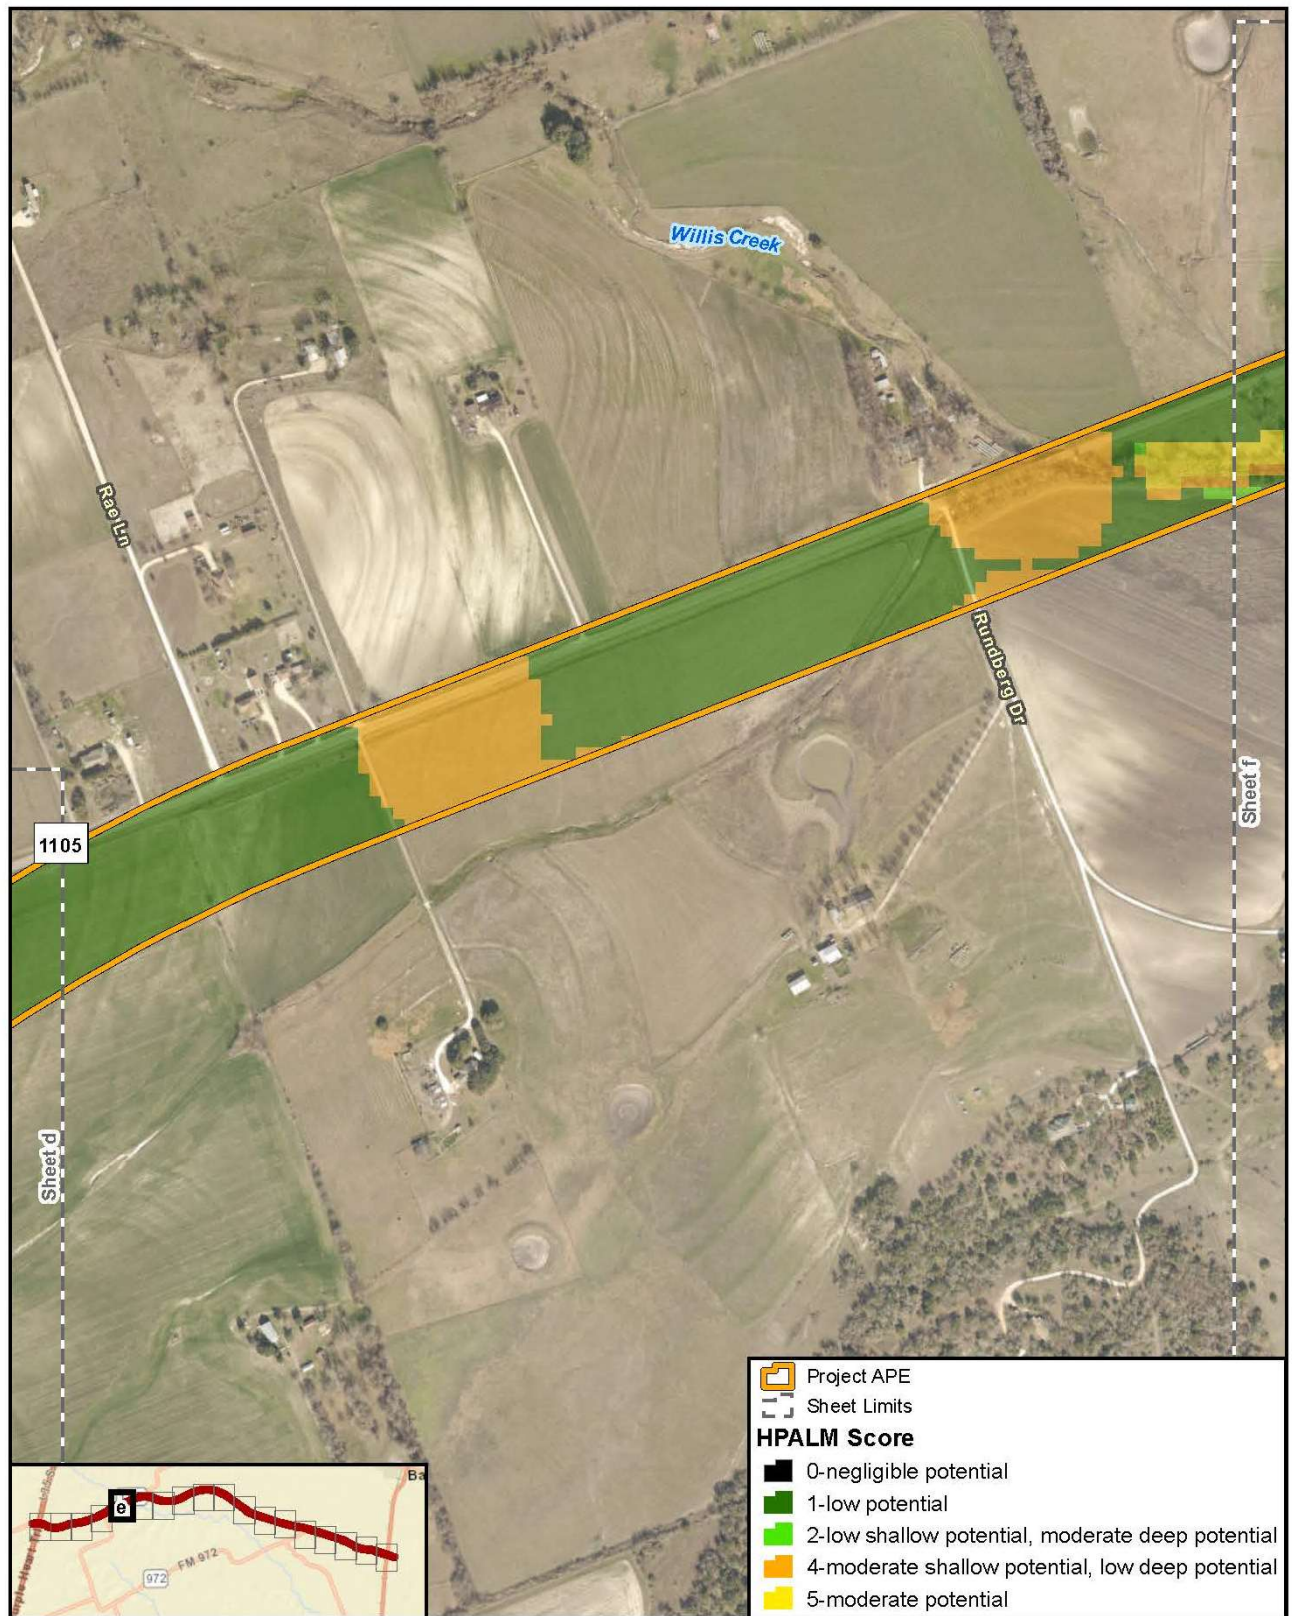 Willis Creek
Rae Ln
Rundberg Dr
1105
Sheet f
Sheet d
Project APE
Sheet Limits
HPALM Score
0-negligible potential
1-low potential
2-low shallow potential, moderate deep potential
4-moderate shallow potential, low deep potential
5-moderate potential
Ba
e
FM 972
972